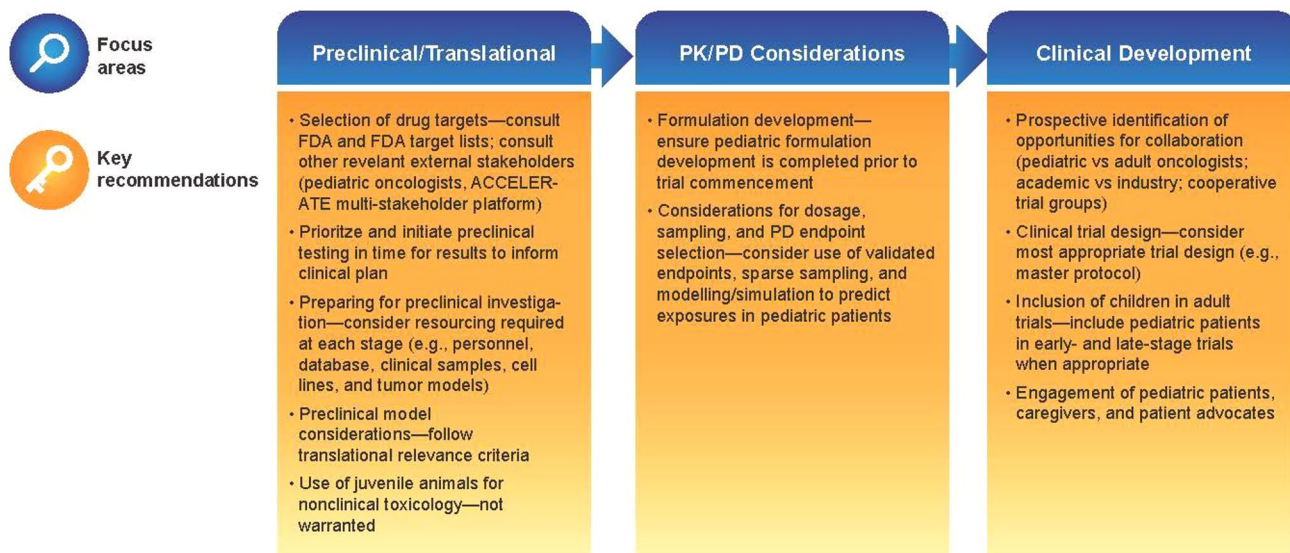 Focus
areas
Key
recommendations
Preclinical/Translational
• Selection of drug targets—consult
FDA and FDA target lists; consult
other revelant external stakeholders
(pediatric oncologists, ACCELER-
ATE multi-stakeholder platform)
• Prioritze and initiate preclinical
testing in time for results to inform
clinical plan
• Preparing for preclinical investiga-
tion—consider resourcing required
at each stage (e.g., personnel,
database, clinical samples, cell
lines, and tumor models)
• Preclinical model
considerations—follow
translational relevance criteria
• Use of juvenile animals for
nonclinical toxicology—not
warranted
PK/PD Considerations
• Formulation development—
ensure pediatric formulation
development is completed prior to
trial commencement
• Considerations for dosage,
sampling, and PD endpoint
selection—consider use of validated
endpoints, sparse sampling, and
modelling/simulation to predict
exposures in pediatric patients
Clinical Development
• Prospective identification of
opportunities for collaboration
(pediatric vs adult oncologists;
academic vs industry; cooperative
trial groups)
• Clinical trial design—consider
most appropriate trial design (e.g.,
master protocol)
• Inclusion of children in adult
trials—include pediatric patients
in early- and late-stage trials
when appropriate
• Engagement of pediatric patients,
caregivers, and patient advocates